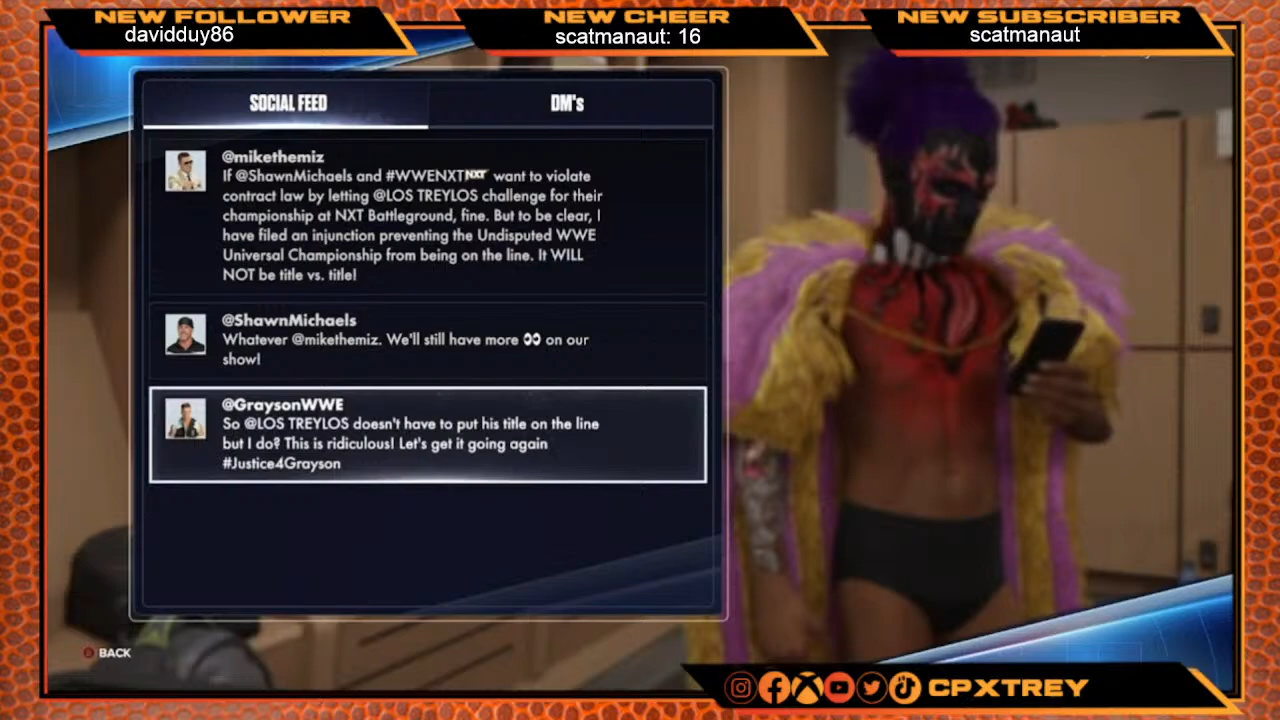 NEW FOLLOWER
davidduy86
NEW CHEER
scatmanaut: 16
NEW SUBSCRIBER
scatmanaut
SOCIAL FEED
DM's
@mikethemiz
If @ShawnMichaels and #WWENXT NXT want to violate
contract law by letting @LOS TREYLOS challenge for their
championship at NXT Battleground, fine. But to be clear, I
have filed an injunction preventing the Undisputed WWE
Universal Championship from being on the line. It WILL
NOT be title vs. title!
@ShawnMichaels
Whatever @mikethemiz. We'll still have more 👀 on our
show!
@GraysonWWE
So @LOS TREYLOS doesn't have to put his title on the line
but I do? This is ridiculous! Let's get it going again
#Justice4Grayson
BACK
CPXTREY